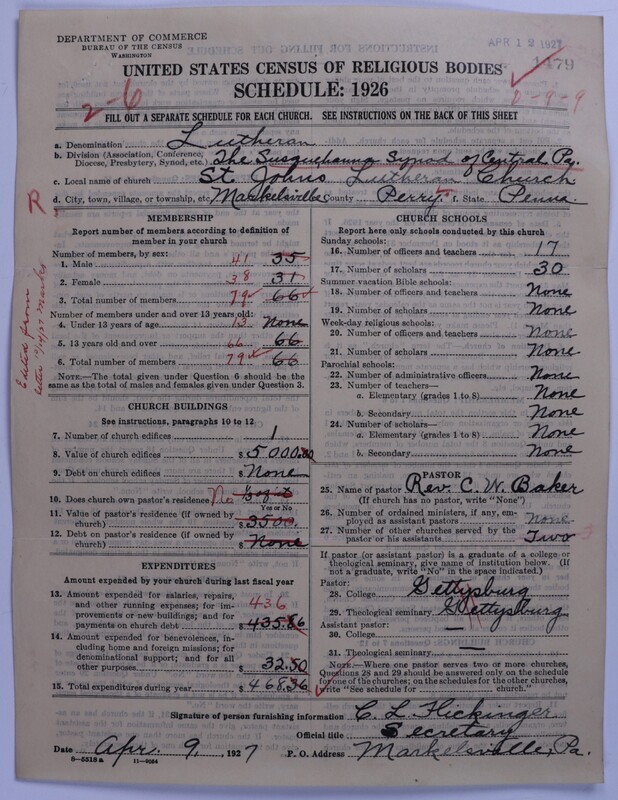 DEPARTMENT OF COMMERCE
BUREAU OF THE CENSUS
WASHINGTON
APR 12 1927
1479
UNITED STATES CENSUS OF RELIGIOUS BODIES
SCHEDULE: 1926
2-6
0-9-9
FILL OUT A SEPARATE SCHEDULE FOR EACH CHURCH. SEE INSTRUCTIONS ON THE BACK OF THIS SHEET
a. Denomination Lutheran
b. Division (Association, Conference, Diocese, Presbytery, Synod, etc.) The Susquehanna Synod of Central Pa.
c. Local name of church St. Johns Lutheran Church
d. City, town, village, or township, etc. Markelsville County Perry f. State Penna.
R
MEMBERSHIP
Report number of members according to definition of member in your church
Number of members, by sex:
1. Male 41 35
2. Female 38 31
3. Total number of members 79 66
Number of members under and over 13 years old:
4. Under 13 years of age 13 None
5. 13 years old and over 66 66
6. Total number of members 79 66
NOTE.—The total given under Question 6 should be the same as the total of males and females given under Question 3.
CHURCH BUILDINGS
See instructions, paragraphs 10 to 12
7. Number of church edifices 1
8. Value of church edifices $ 5000.00
9. Debt on church edifices $ None
10. Does church own pastor's residence No
Yes or No
11. Value of pastor's residence (if owned by church) $ 3500.
12. Debt on pastor's residence (if owned by church) $ None
EXPENDITURES
Amount expended by your church during last fiscal year
13. Amount expended for salaries, repairs, and other running expenses; for improvements or new buildings; and for payments on church debt 436 $ 435.86
14. Amount expended for benevolences, including home and foreign missions; for denominational support; and for all other purposes $ 32.50
15. Total expenditures during year $ 468.36
CHURCH SCHOOLS
Report here only schools conducted by this church
Sunday schools:
16. Number of officers and teachers 17
17. Number of scholars 30
Summer vacation Bible schools:
18. Number of officers and teachers None
19. Number of scholars None
Week-day religious schools:
20. Number of officers and teachers None
21. Number of scholars None
Parochial schools:
22. Number of administrative officers None
23. Number of teachers—
a. Elementary (grades 1 to 8) None
b. Secondary None
24. Number of scholars—
a. Elementary (grades 1 to 8) None
b. Secondary None
PASTOR
25. Name of pastor Rev. C. W. Baker
(If church has no pastor, write "None")
26. Number of ordained ministers, if any, employed as assistant pastors None
27. Number of other churches served by the pastor or his assistants Two
If pastor (or assistant pastor) is a graduate of a college or theological seminary, give name of institution below. (If not a graduate, write "No" in the space indicated.)
Pastor:
28. College Gettysburg
29. Theological seminary Gettysburg
Assistant pastor:
30. College —
31. Theological seminary —
NOTE.—Where one pastor serves two or more churches, Questions 28 and 29 should be answered only on the schedule for one of the churches; on the schedules for the other churches, write "See schedule for church."
Signature of person furnishing information C. L. Flickinger
Official title Secretary
Date Apr. 9, 1927 P. O. Address Markelsville, Pa.
8-5518 a 11-9054